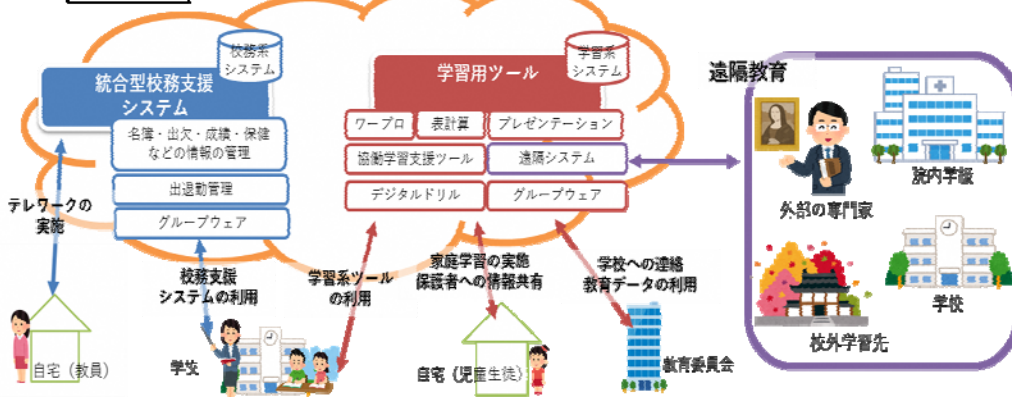 校務系
システム
統合型校務支援
システム
名簿・出欠・成績・保健
などの情報の管理
出退勤管理
グループウェア
学習系
システム
学習用ツール
ワープロ
表計算
プレゼンテーション
協働学習支援ツール
遠隔システム
デジタルドリル
グループウェア
遠隔教育
外部の専門家
院内学級
校外学習先
学校
テレワークの
実施
校務支援
システムの利用
学習系ツール
の利用
家庭学習の実施
保護者への情報共有
学校への連絡
教育データの利用
自宅（教員）
学校
自宅（児童生徒）
教育委員会